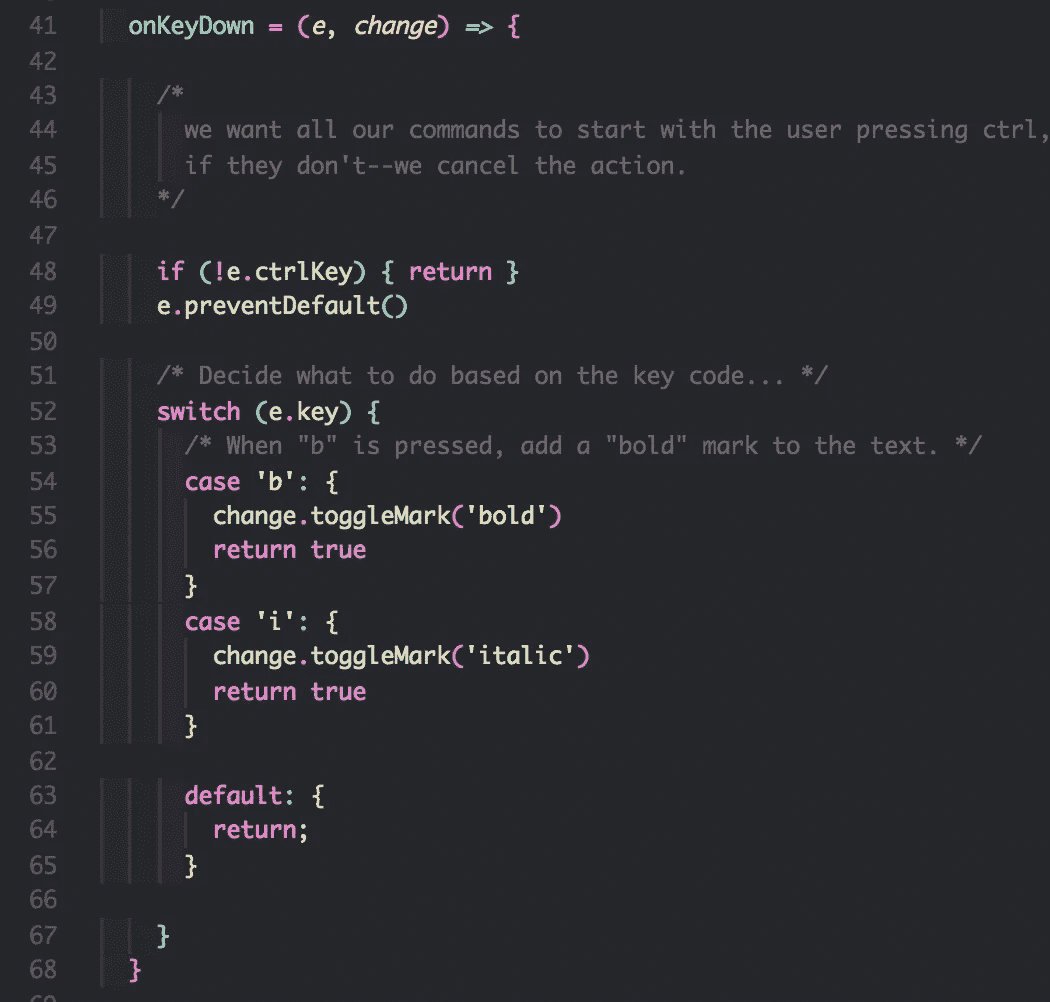 41 onKeyDown = (e, change) => {
42
43 /*
44 we want all our commands to start with the user pressing ctrl,
45 if they don't--we cancel the action.
46 */
47
48 if (!e.ctrlKey) { return }
49 e.preventDefault()
50
51 /* Decide what to do based on the key code... */
52 switch (e.key) {
53 /* When "b" is pressed, add a "bold" mark to the text. */
54 case 'b': {
55 change.toggleMark('bold')
56 return true
57 }
58 case 'i': {
59 change.toggleMark('italic')
60 return true
61 }
62
63 default: {
64 return;
65 }
66
67 }
68 }